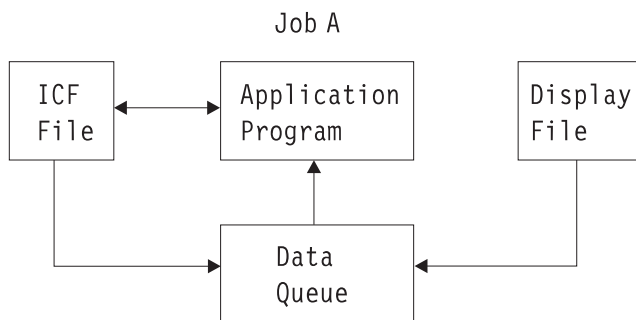 Job A
ICF
File
Application
Program
Display
File
Data
Queue